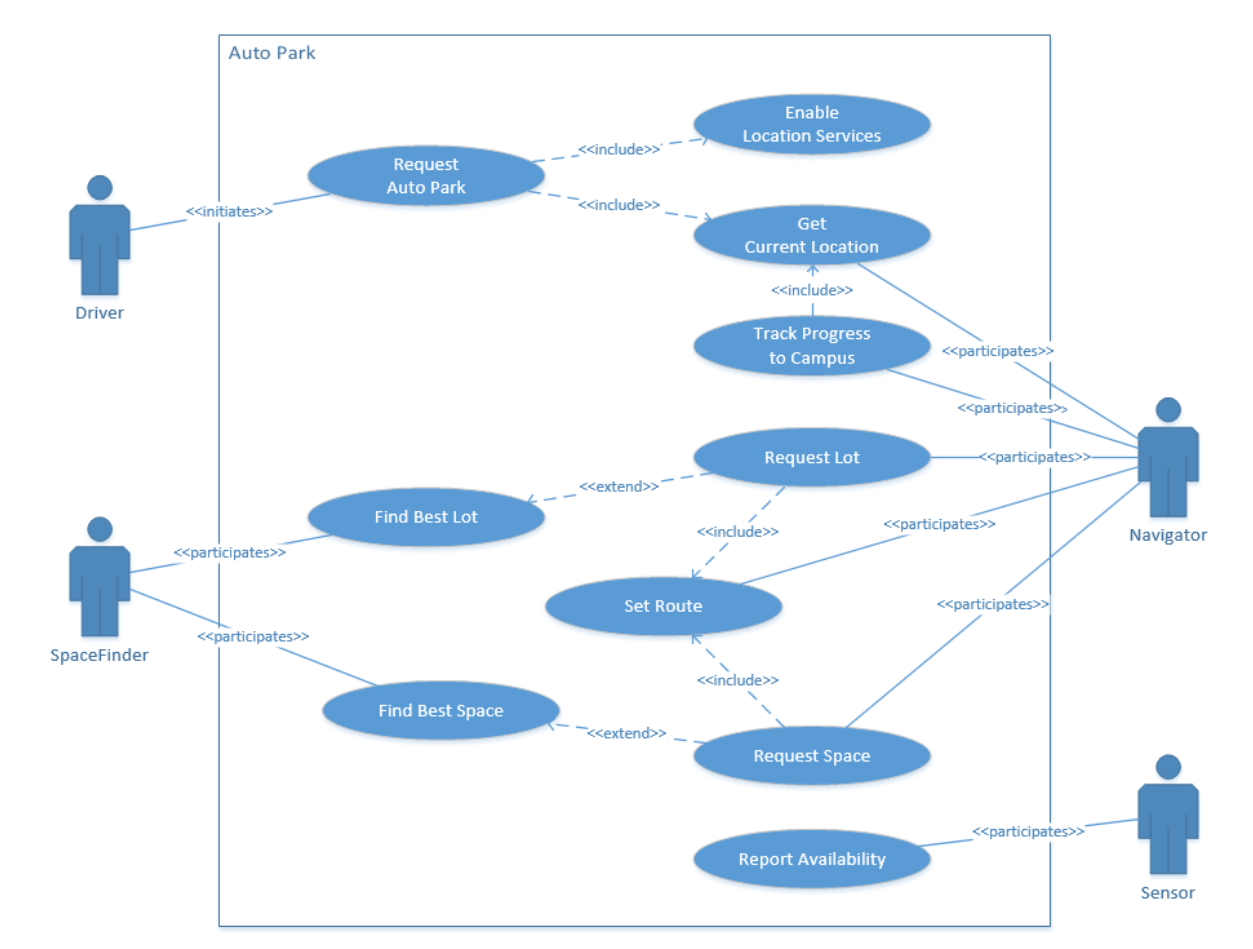 Auto Park
Enable
Location Services
<<include>>
Request
Auto Park
<<initiates>>
<<include>>
Get
Current Location
<<include>>
Driver
Track Progress
to Campus
<<participates>>
<<participates>>
Request Lot
<<participates>>
<<extend>>
Find Best Lot
<<participates>>
<<include>>
Navigator
<<participates>>
Set Route
<<participates>>
<<participates>>
SpaceFinder
<<include>>
Find Best Space
<<extend>>
Request Space
<<participates>>
Report Availability
Sensor